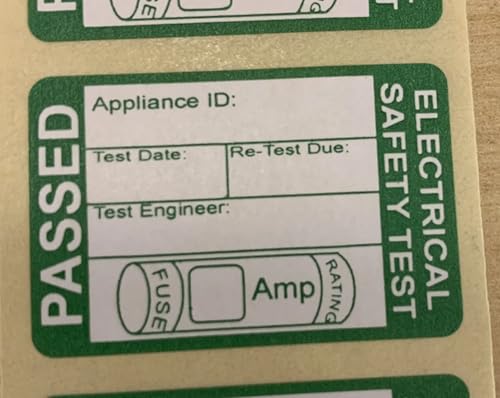 PASSED
Appliance ID:
Test Date:
Re-Test Due:
Test Engineer:
FUSE
Amp
RATING
ELECTRICAL
SAFETY TEST